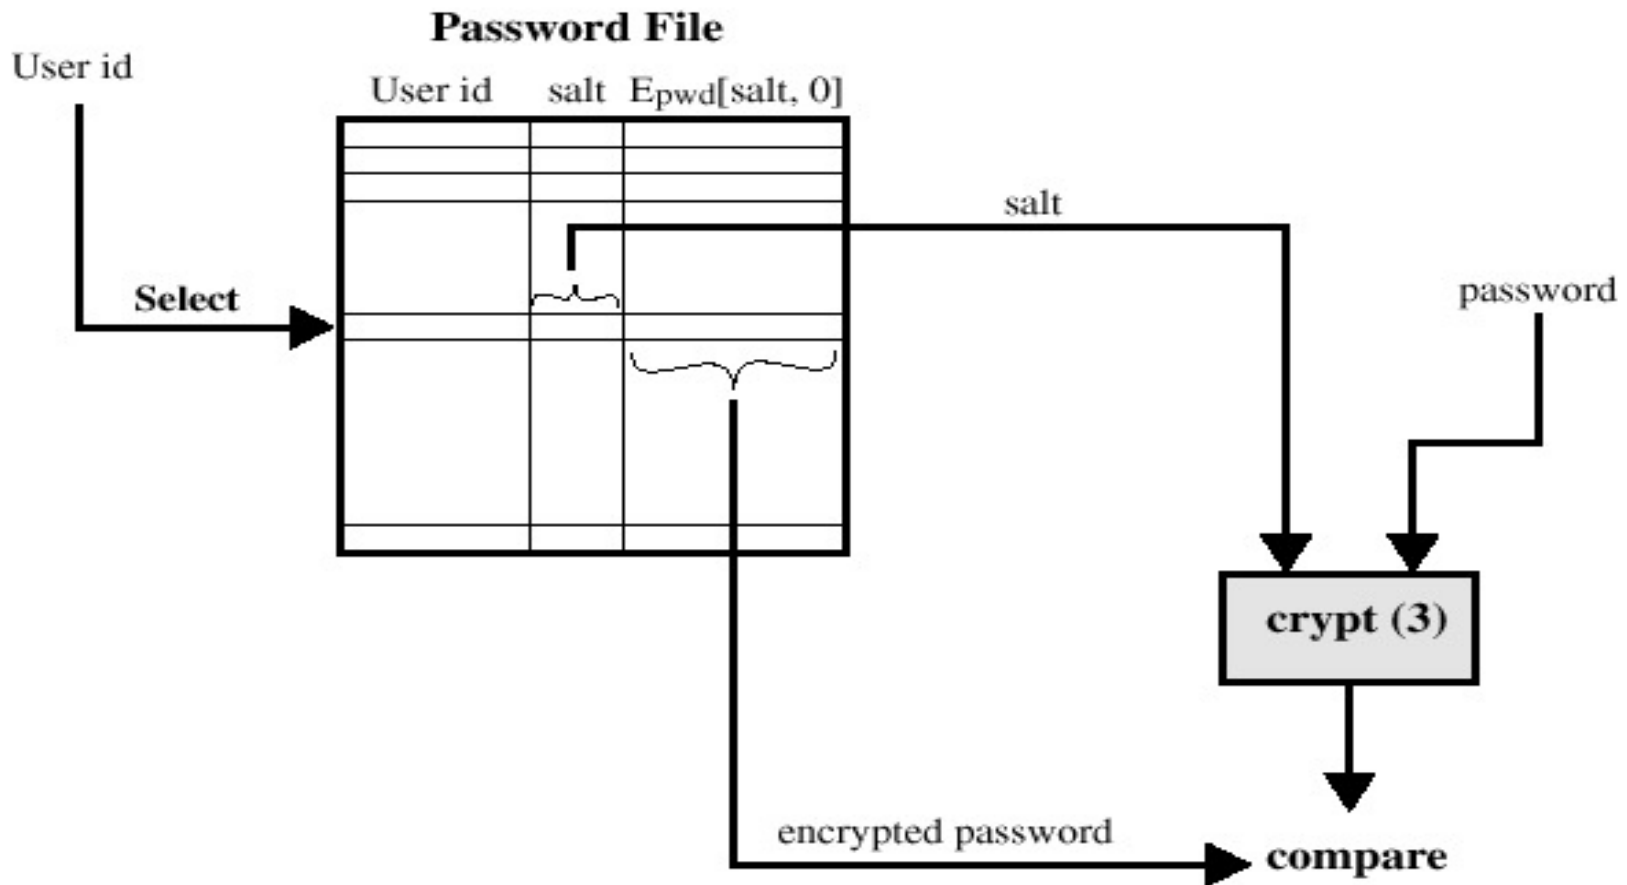 Password File
User id
User id salt Epwd[salt, 0]
salt
Select
password
crypt (3)
encrypted password
compare